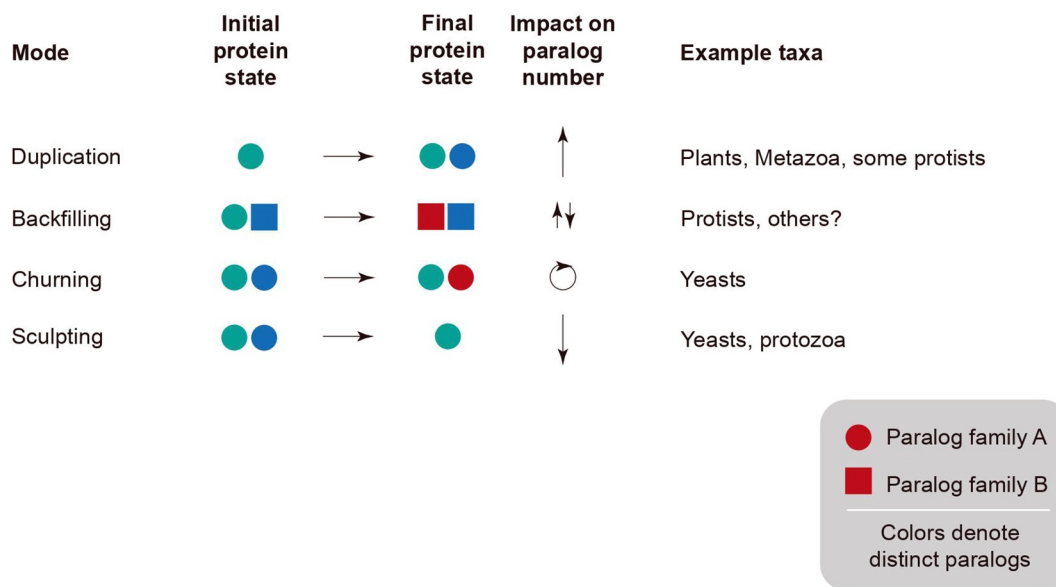 Mode
Initial
protein
state
Final
protein
state
Impact on
paralog
number
Example taxa
Duplication
Plants, Metazoa, some protists
Backfilling
Protists, others?
Churning
Yeasts
Sculpting
Yeasts, protozoa
Paralog family A
Paralog family B
Colors denote
distinct paralogs